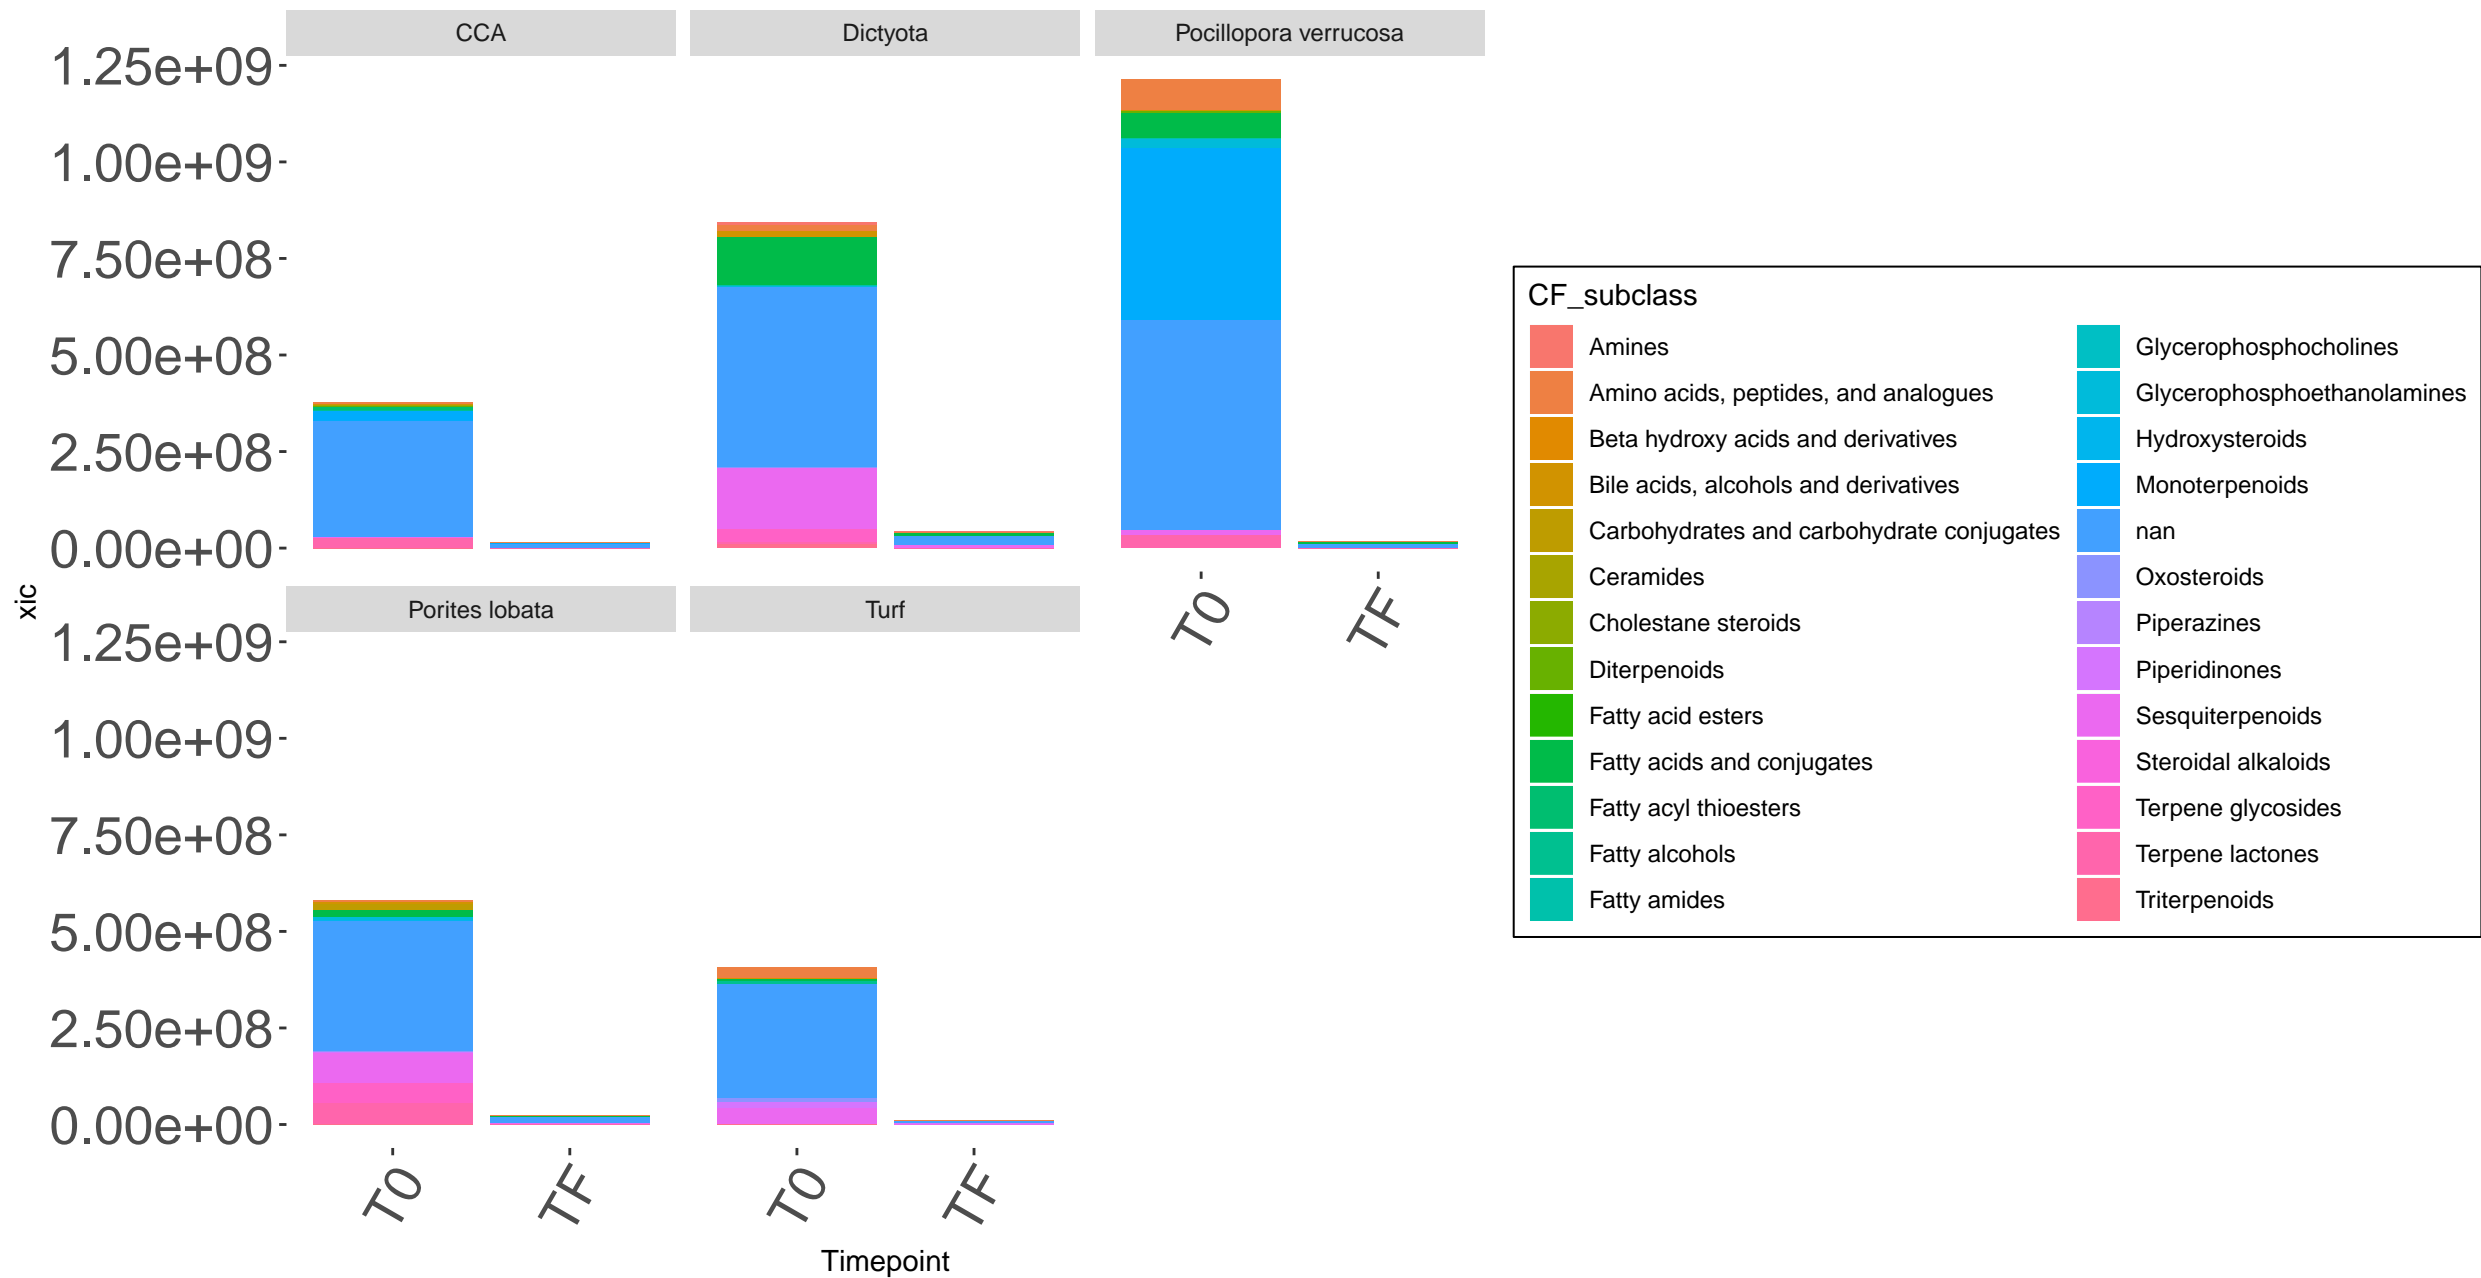 CCA
Dictyota
Pocillopora verrucosa
1.25e+09
1.00e+09
7.50e+08
5.00e+08
2.50e+08
0.00e+00
T0
TF
Porites lobata
Turf
1.25e+09
1.00e+09
7.50e+08
5.00e+08
2.50e+08
0.00e+00
T0
TF
T0
TF
xic
Timepoint
CF_subclass
Amines
Amino acids, peptides, and analogues
Beta hydroxy acids and derivatives
Bile acids, alcohols and derivatives
Carbohydrates and carbohydrate conjugates
Ceramides
Cholestane steroids
Diterpenoids
Fatty acid esters
Fatty acids and conjugates
Fatty acyl thioesters
Fatty alcohols
Fatty amides
Glycerophosphocholines
Glycerophosphoethanolamines
Hydroxysteroids
Monoterpenoids
nan
Oxosteroids
Piperazines
Piperidinones
Sesquiterpenoids
Steroidal alkaloids
Terpene glycosides
Terpene lactones
Triterpenoids